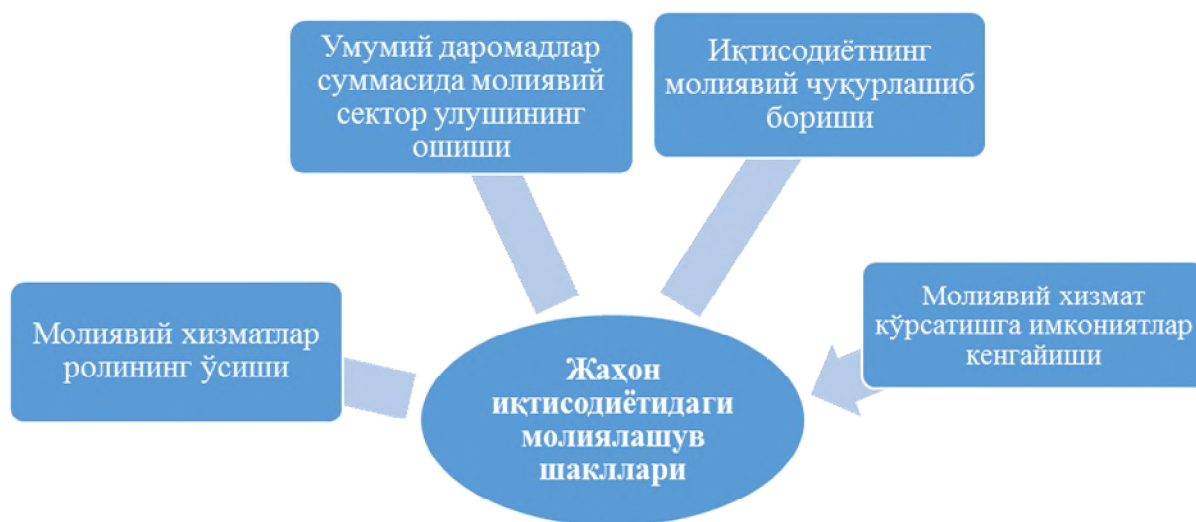 Умумий даромадлар
суммасида молиявий
сектор улушининг
ошиши
Иқтисодиётнинг
молиявий чуқурлашиб
бориши
Молиявий хизматлар
ролининг ўсиши
Молиявий хизмат
кўрсатишга имкониятлар
кенгайиши
Жаҳон
иқтисодиётидаги
молиялашув
шакллари